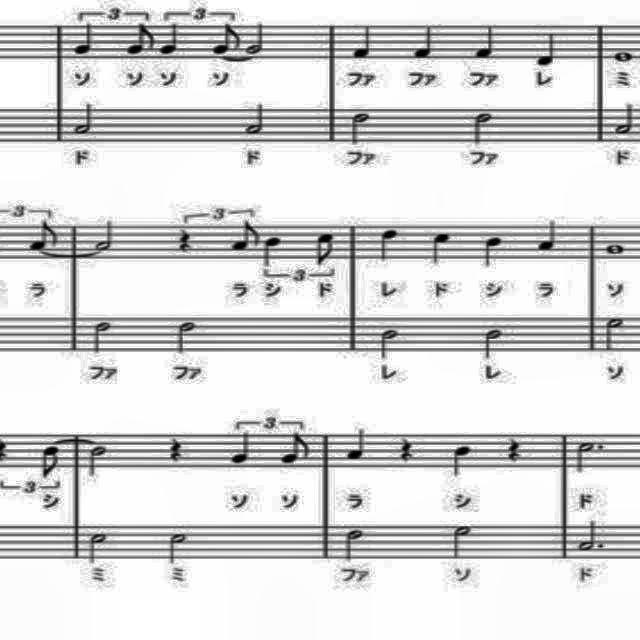 3 3
ソ ソ ソ ソ ファ ファ ファ レ ミ
ド ド ファ ファ ド
3 3
3
ラ ラ シ ド レ ド シ ラ ソ
ファ ファ レ レ ソ
3
3
シ ソ ソ ラ シ ド
ミ ミ ファ ソ ド